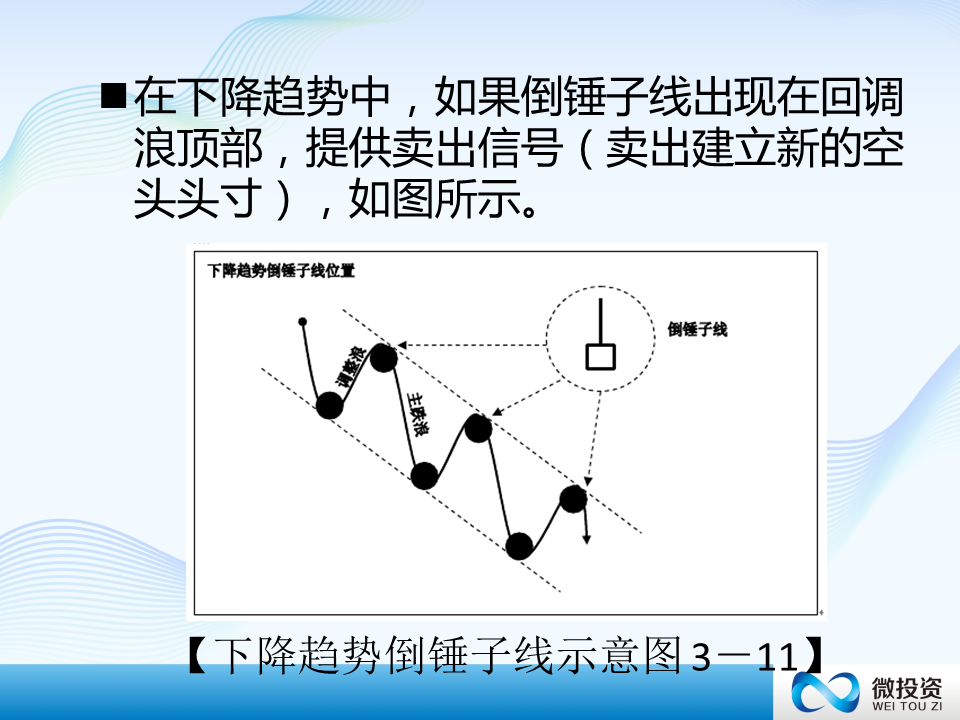 ■在下降趋势中，如果倒锤子线出现在回调
浪顶部，提供卖出信号（卖出建立新的空
头头寸），如图所示。
下降趋势倒锤子线位置
倒锤子线
调整浪
主跌浪
【下降趋势倒锤子线示意图3－11】
微投资
WEI TOU ZI